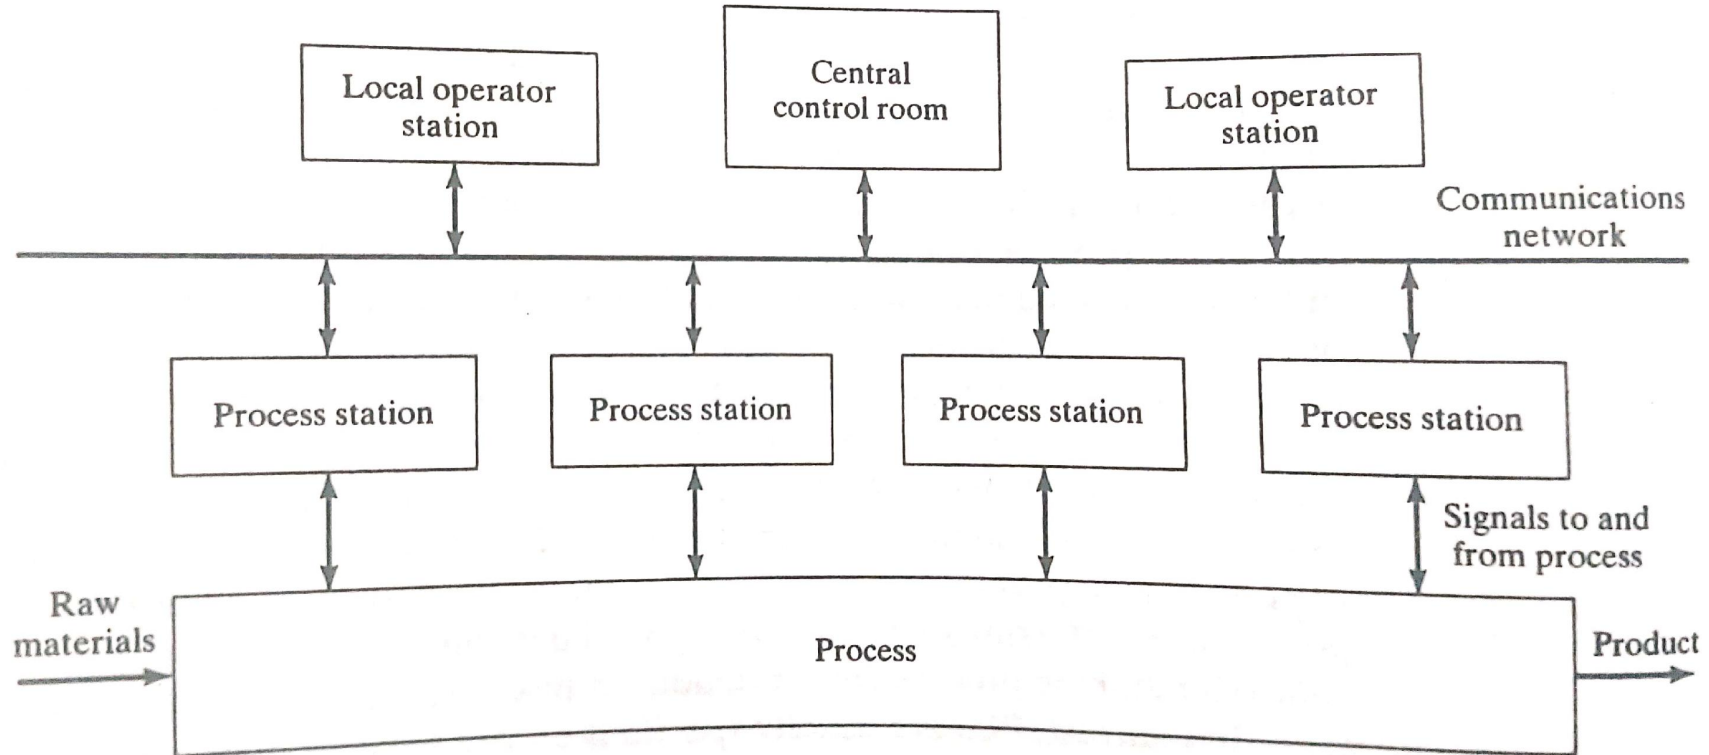 Local operator
station
Central
control room
Local operator
station
Communications
network
Process station
Process station
Process station
Process station
Signals to and
from process
Raw
materials
Process
Product